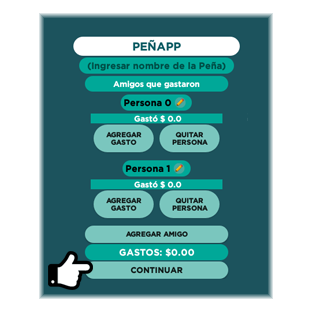 PEÑAPP
(Ingresar nombre de la Peña)
Amigos que gastaron
Persona 0
Gastó $ 0.0
AGREGAR GASTO
QUITAR PERSONA
Persona 1
Gastó $ 0.0
AGREGAR GASTO
QUITAR PERSONA
AGREGAR AMIGO
GASTOS: $0.00
CONTINUAR